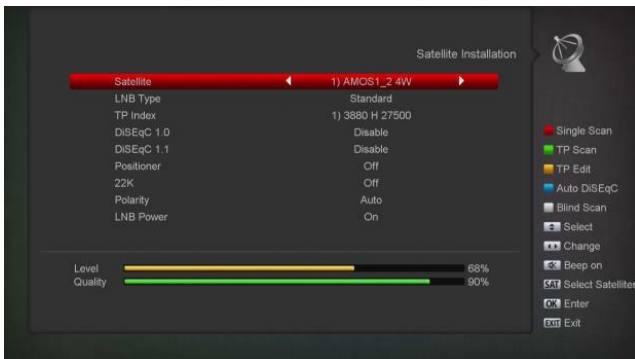 Satellite Installation
Satellite 1) AMOS1_2 4W
LNB Type Standard
TP Index 1) 3880 H 27500
DiSEqC 1.0 Disable
DiSEqC 1.1 Disable
Positioner Off
22K Off
Polarity Auto
LNB Power On
Level 68%
Quality 90%
Single Scan
TP Scan
TP Edit
Auto DiSEqC
Blind Scan
Select
Change
Beep on
SAT Select Satelliter
OK Enter
EXIT Exit